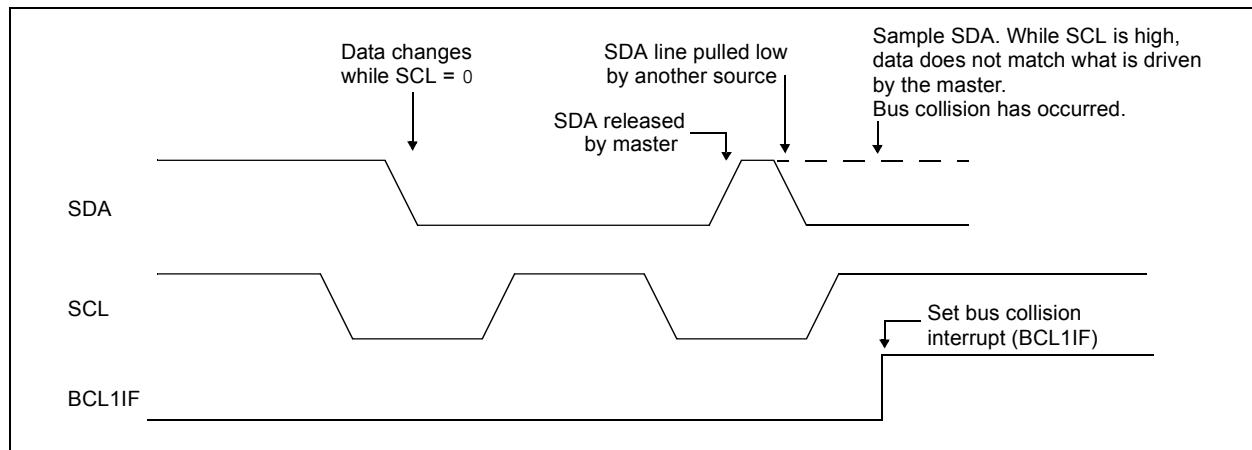 Data changes
while SCL = 0
SDA line pulled low
by another source
Sample SDA. While SCL is high,
data does not match what is driven
by the master.
Bus collision has occurred.
SDA released
by master
SDA
SCL
Set bus collision
interrupt (BCL1IF)
BCL1IF